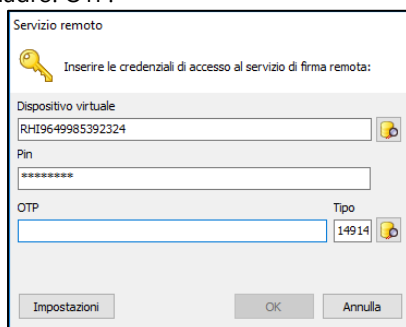 Servizio remoto
Inserire le credenziali di accesso al servizio di firma remota:
Dispositivo virtuale
RHI9649985392324
Pin
********
OTP Tipo
14914
Impostazioni OK Annulla